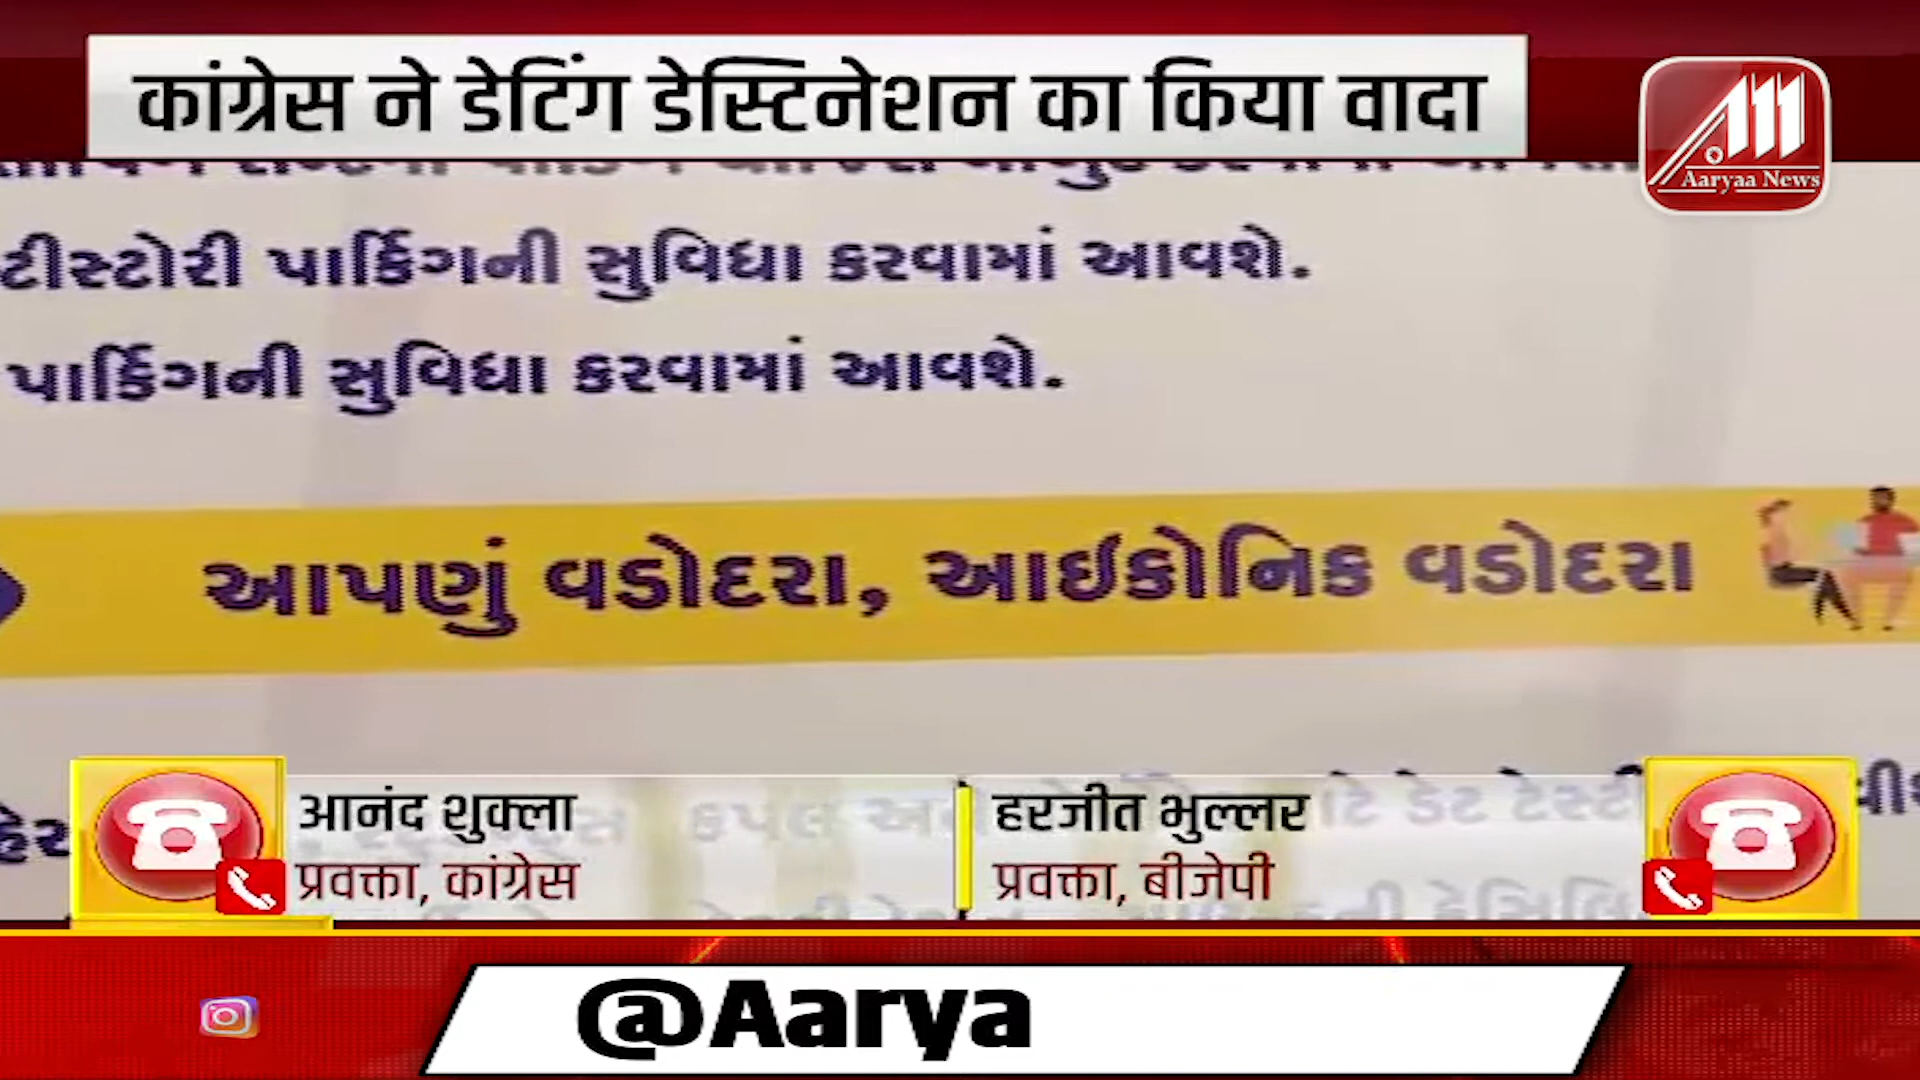 कांग्रेस ने डेटिंग डेस्टिनेशन का किया वादा
Aaryaa News
ટીસ્ટોરી પાર્કિંગની સુવિધા કરવામાં આવશે.
પાર્કિંગની સુવિધા કરવામાં આવશે.
આપણું વડોદરા, આઈકોનિક વડોદરા
आनंद शुक्ला
प्रवक्ता, कांग्रेस
हरजीत भुल्लर
प्रवक्ता, बीजेपी
@Aarya